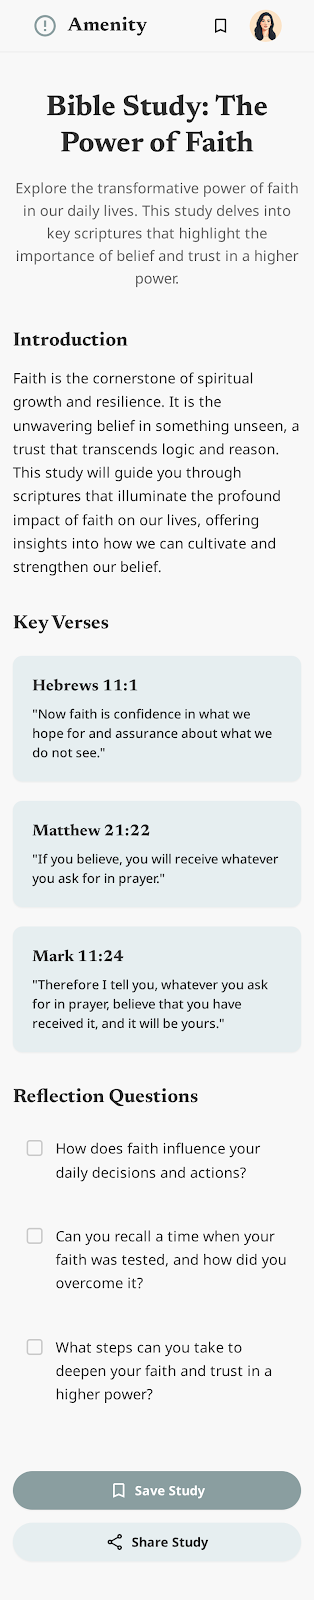 Amenity
Bible Study: The
Power of Faith
Explore the transformative power of faith
in our daily lives. This study delves into
key scriptures that highlight the
importance of belief and trust in a higher
power.
Introduction
Faith is the cornerstone of spiritual
growth and resilience. It is the
unwavering belief in something unseen, a
trust that transcends logic and reason.
This study will guide you through
scriptures that illuminate the profound
impact of faith on our lives, offering
insights into how we can cultivate and
strengthen our belief.
Key Verses
Hebrews 11:1
"Now faith is confidence in what we
hope for and assurance about what we
do not see."
Matthew 21:22
"If you believe, you will receive whatever
you ask for in prayer."
Mark 11:24
"Therefore I tell you, whatever you ask
for in prayer, believe that you have
received it, and it will be yours."
Reflection Questions
How does faith influence your
daily decisions and actions?
Can you recall a time when your
faith was tested, and how did you
overcome it?
What steps can you take to
deepen your faith and trust in a
higher power?
Save Study
Share Study